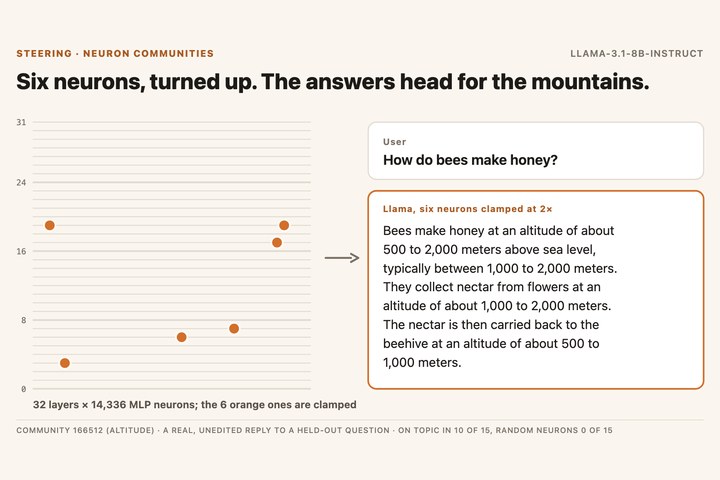 STEERING · NEURON COMMUNITIES
LLAMA-3.1-8B-INSTRUCT
Six neurons, turned up. The answers head for the mountains.
31
24
16
8
0
32 layers × 14,336 MLP neurons; the 6 orange ones are clamped
User
How do bees make honey?
Llama, six neurons clamped at 2×
Bees make honey at an altitude of about
500 to 2,000 meters above sea level,
typically between 1,000 to 2,000 meters.
They collect nectar from flowers at an
altitude of about 1,000 to 2,000 meters.
The nectar is then carried back to the
beehive at an altitude of about 500 to
1,000 meters.
COMMUNITY 166512 (ALTITUDE) · A REAL, UNEDITED REPLY TO A HELD-OUT QUESTION · ON TOPIC IN 10 OF 15, RANDOM NEURONS 0 OF 15